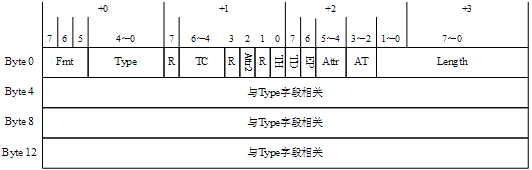 +0 +1 +2 +3
7 6 5 4～0 7 6～4 3 2 1 0 7 6 5～4 3～2 1～0 7～0
Byte 0 Fmt Type R TC R Attr2 R TH TD EP Attr AT Length
Byte 4 与Type字段相关
Byte 8 与Type字段相关
Byte 12 与Type字段相关